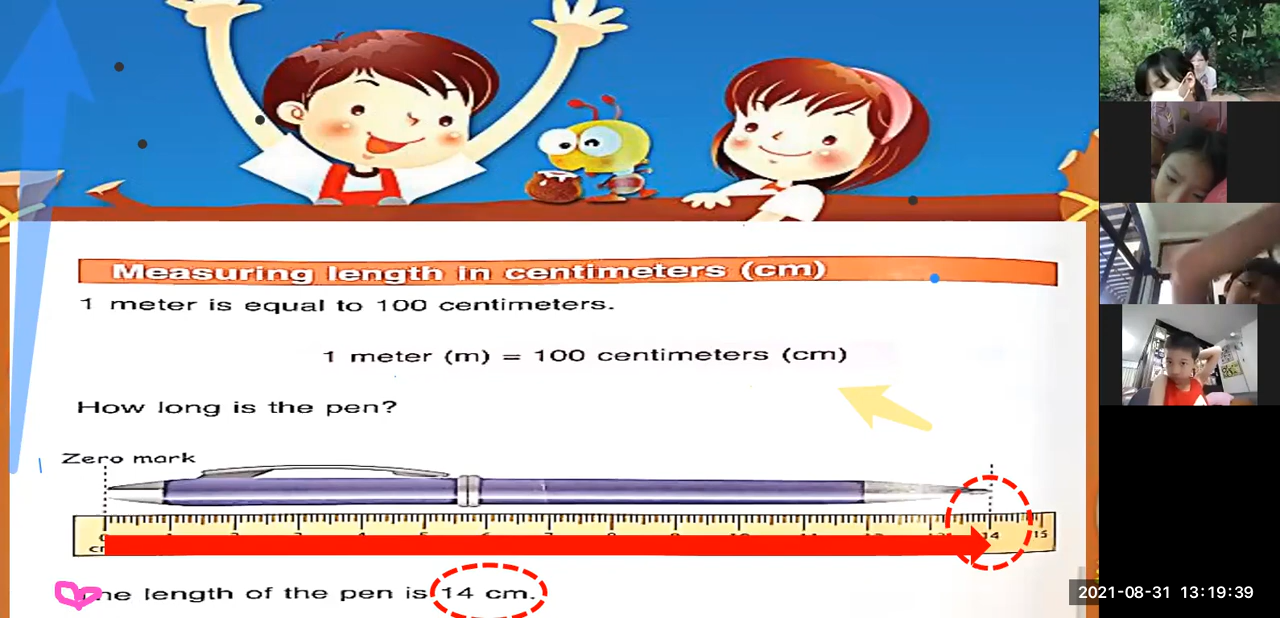 Measuring length in centimeters (cm)
1 meter is equal to 100 centimeters.
1 meter (m) = 100 centimeters (cm)
How long is the pen?
Zero mark
14 15
The length of the pen is 14 cm.
2021-08-31 13:19:39